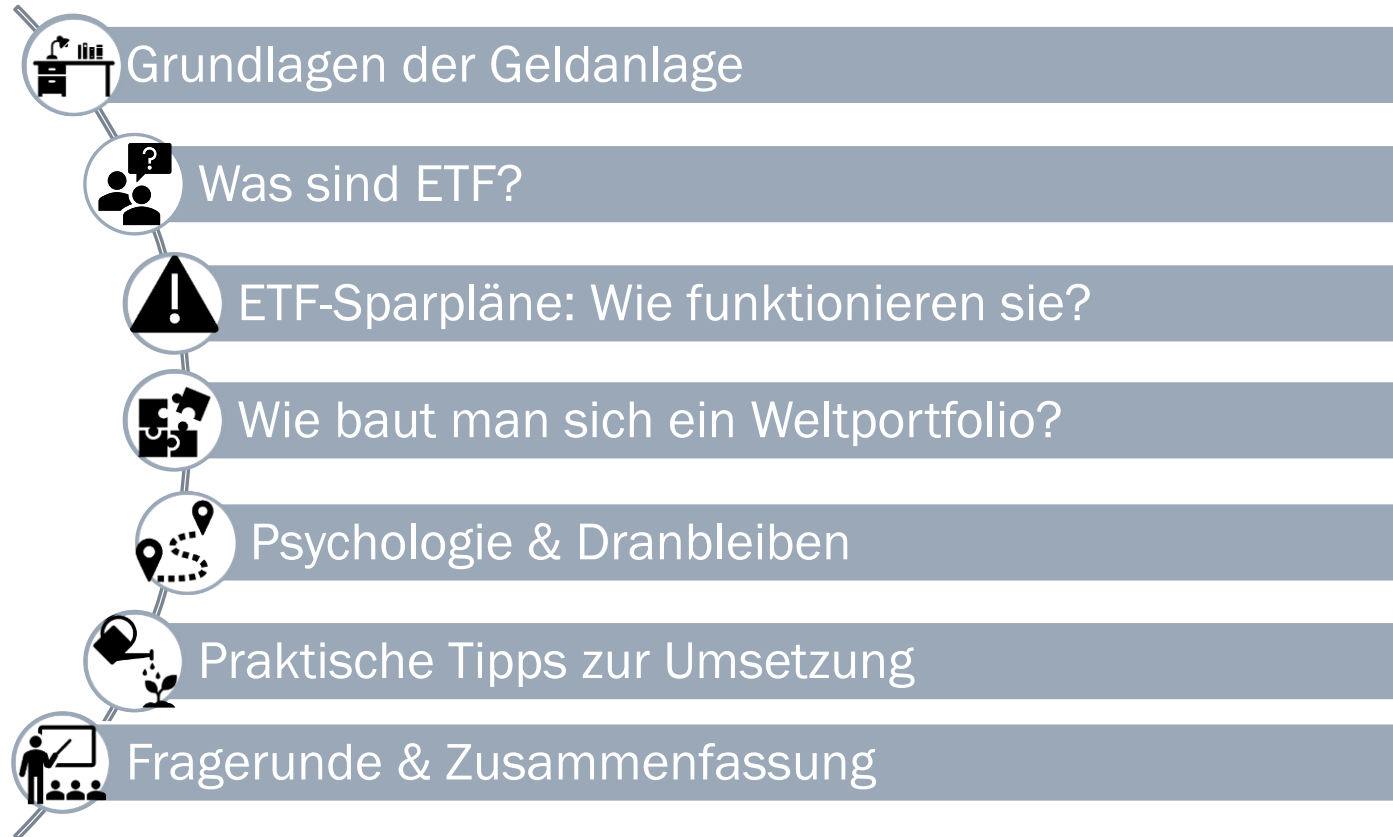 Grundlagen der Geldanlage
?
Was sind ETF?
!
ETF-Sparpläne: Wie funktionieren sie?
Wie baut man sich ein Weltportfolio?
Psychologie & Dranbleiben
Praktische Tipps zur Umsetzung
Fragerunde & Zusammenfassung